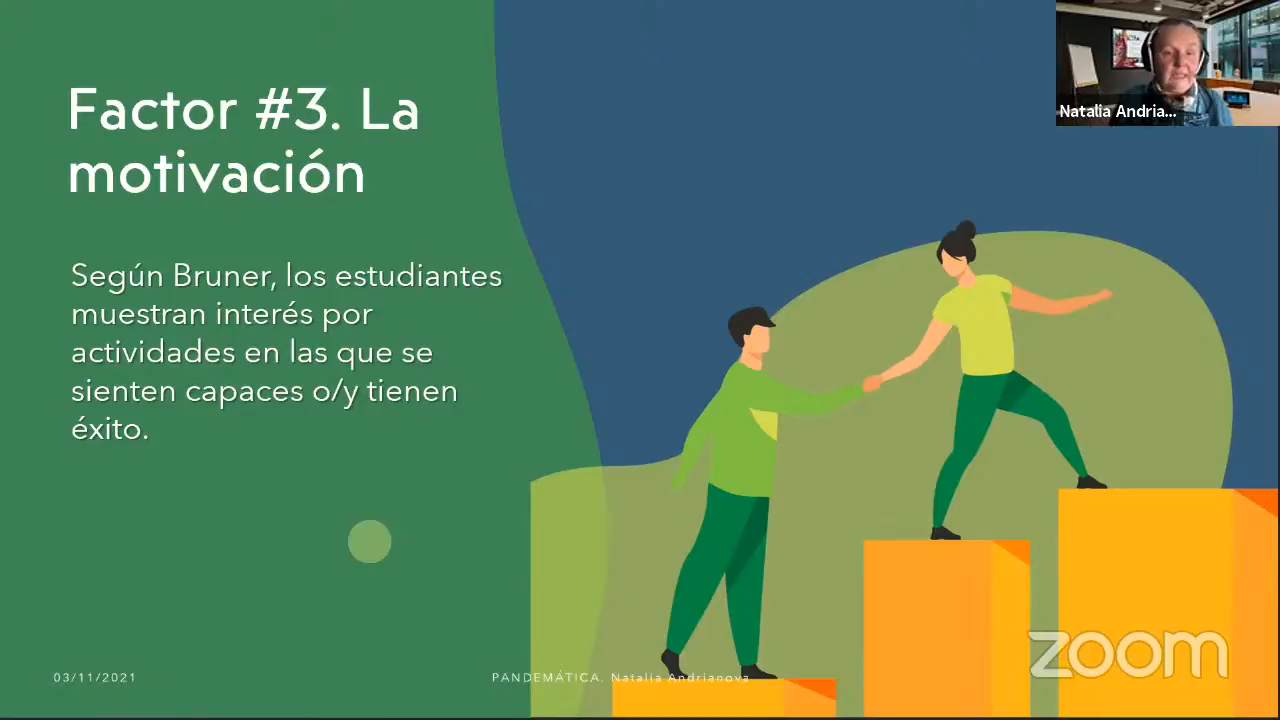 Factor #3. La
motivación
Según Bruner, los estudiantes
muestran interés por
actividades en las que se
sienten capaces o/y tienen
éxito.
Natalia Andria...
03/11/2021
PANDEMÁTICA. Natalia Andrianova
zoom